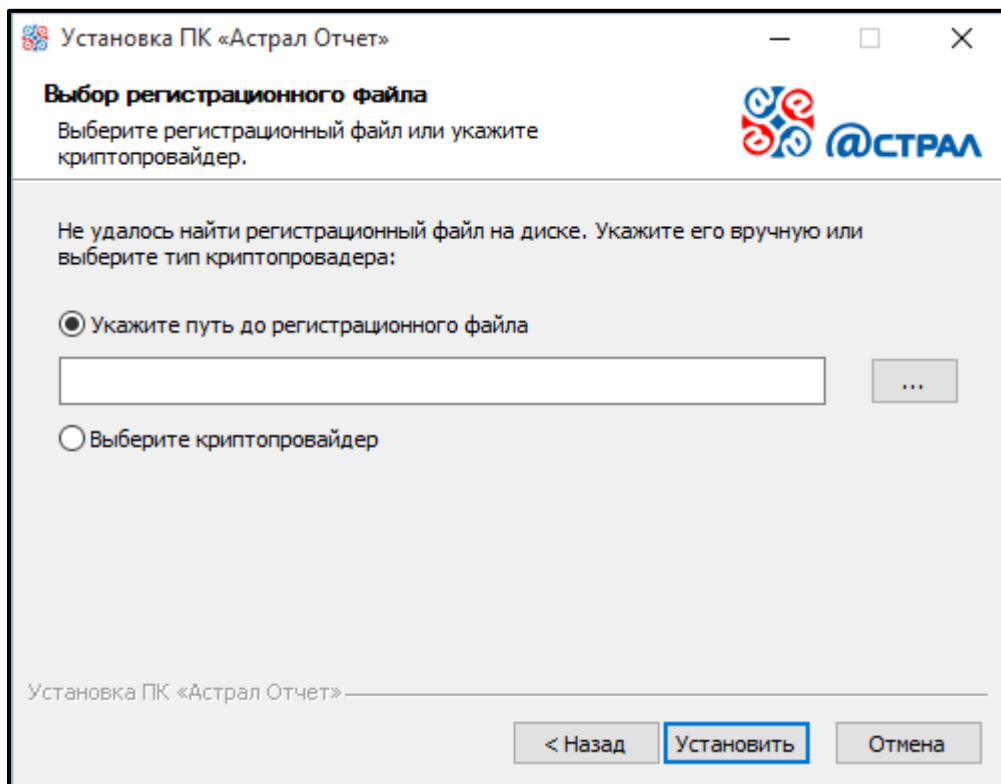 Установка ПК «Астрал Отчет»
Выбор регистрационного файла
Выберите регистрационный файл или укажите
криптопровайдер.
@СТРАЛ
Не удалось найти регистрационный файл на диске. Укажите его вручную или
выберите тип криптопровадера:
Укажите путь до регистрационного файла
...
Выберите криптопровайдер
Установка ПК «Астрал Отчет»
< Назад
Установить
Отмена